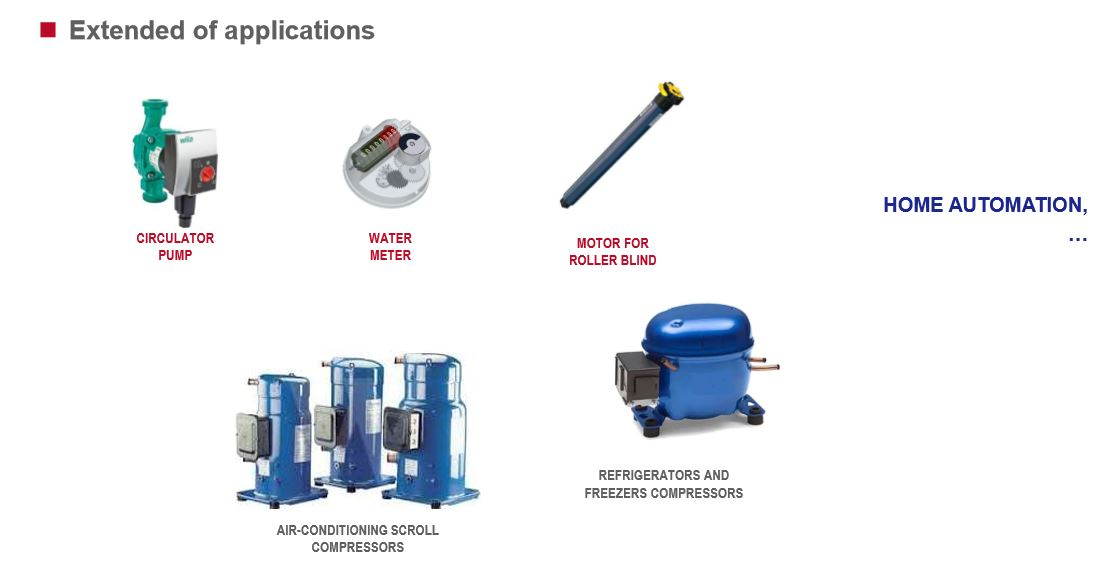 Extended of applications
wilo
CIRCULATOR
PUMP
WATER
METER
MOTOR FOR
ROLLER BLIND
HOME AUTOMATION,
...
AIR-CONDITIONING SCROLL
COMPRESSORS
REFRIGERATORS AND
FREEZERS COMPRESSORS